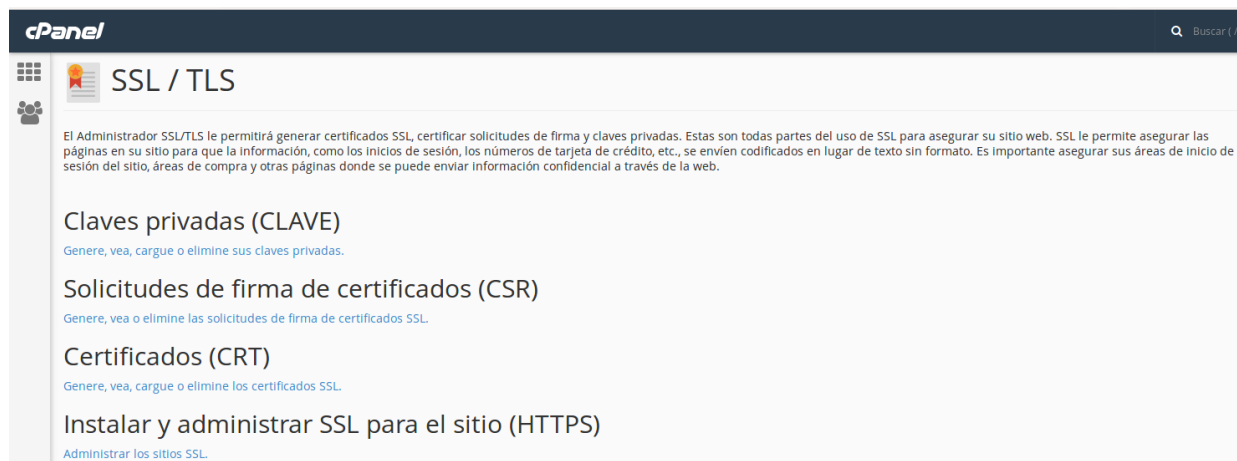 cPanel
Buscar ( /
SSL / TLS
El Administrador SSL/TLS le permitirá generar certificados SSL, certificar solicitudes de firma y claves privadas. Estas son todas partes del uso de SSL para asegurar su sitio web. SSL le permite asegurar las
páginas en su sitio para que la información, como los inicios de sesión, los números de tarjeta de crédito, etc., se envíen codificados en lugar de texto sin formato. Es importante asegurar sus áreas de inicio de
sesión del sitio, áreas de compra y otras páginas donde se puede enviar información confidencial a través de la web.
Claves privadas (CLAVE)
Genere, vea, cargue o elimine sus claves privadas.
Solicitudes de firma de certificados (CSR)
Genere, vea o elimine las solicitudes de firma de certificados SSL.
Certificados (CRT)
Genere, vea, cargue o elimine los certificados SSL.
Instalar y administrar SSL para el sitio (HTTPS)
Administrar los sitios SSL.